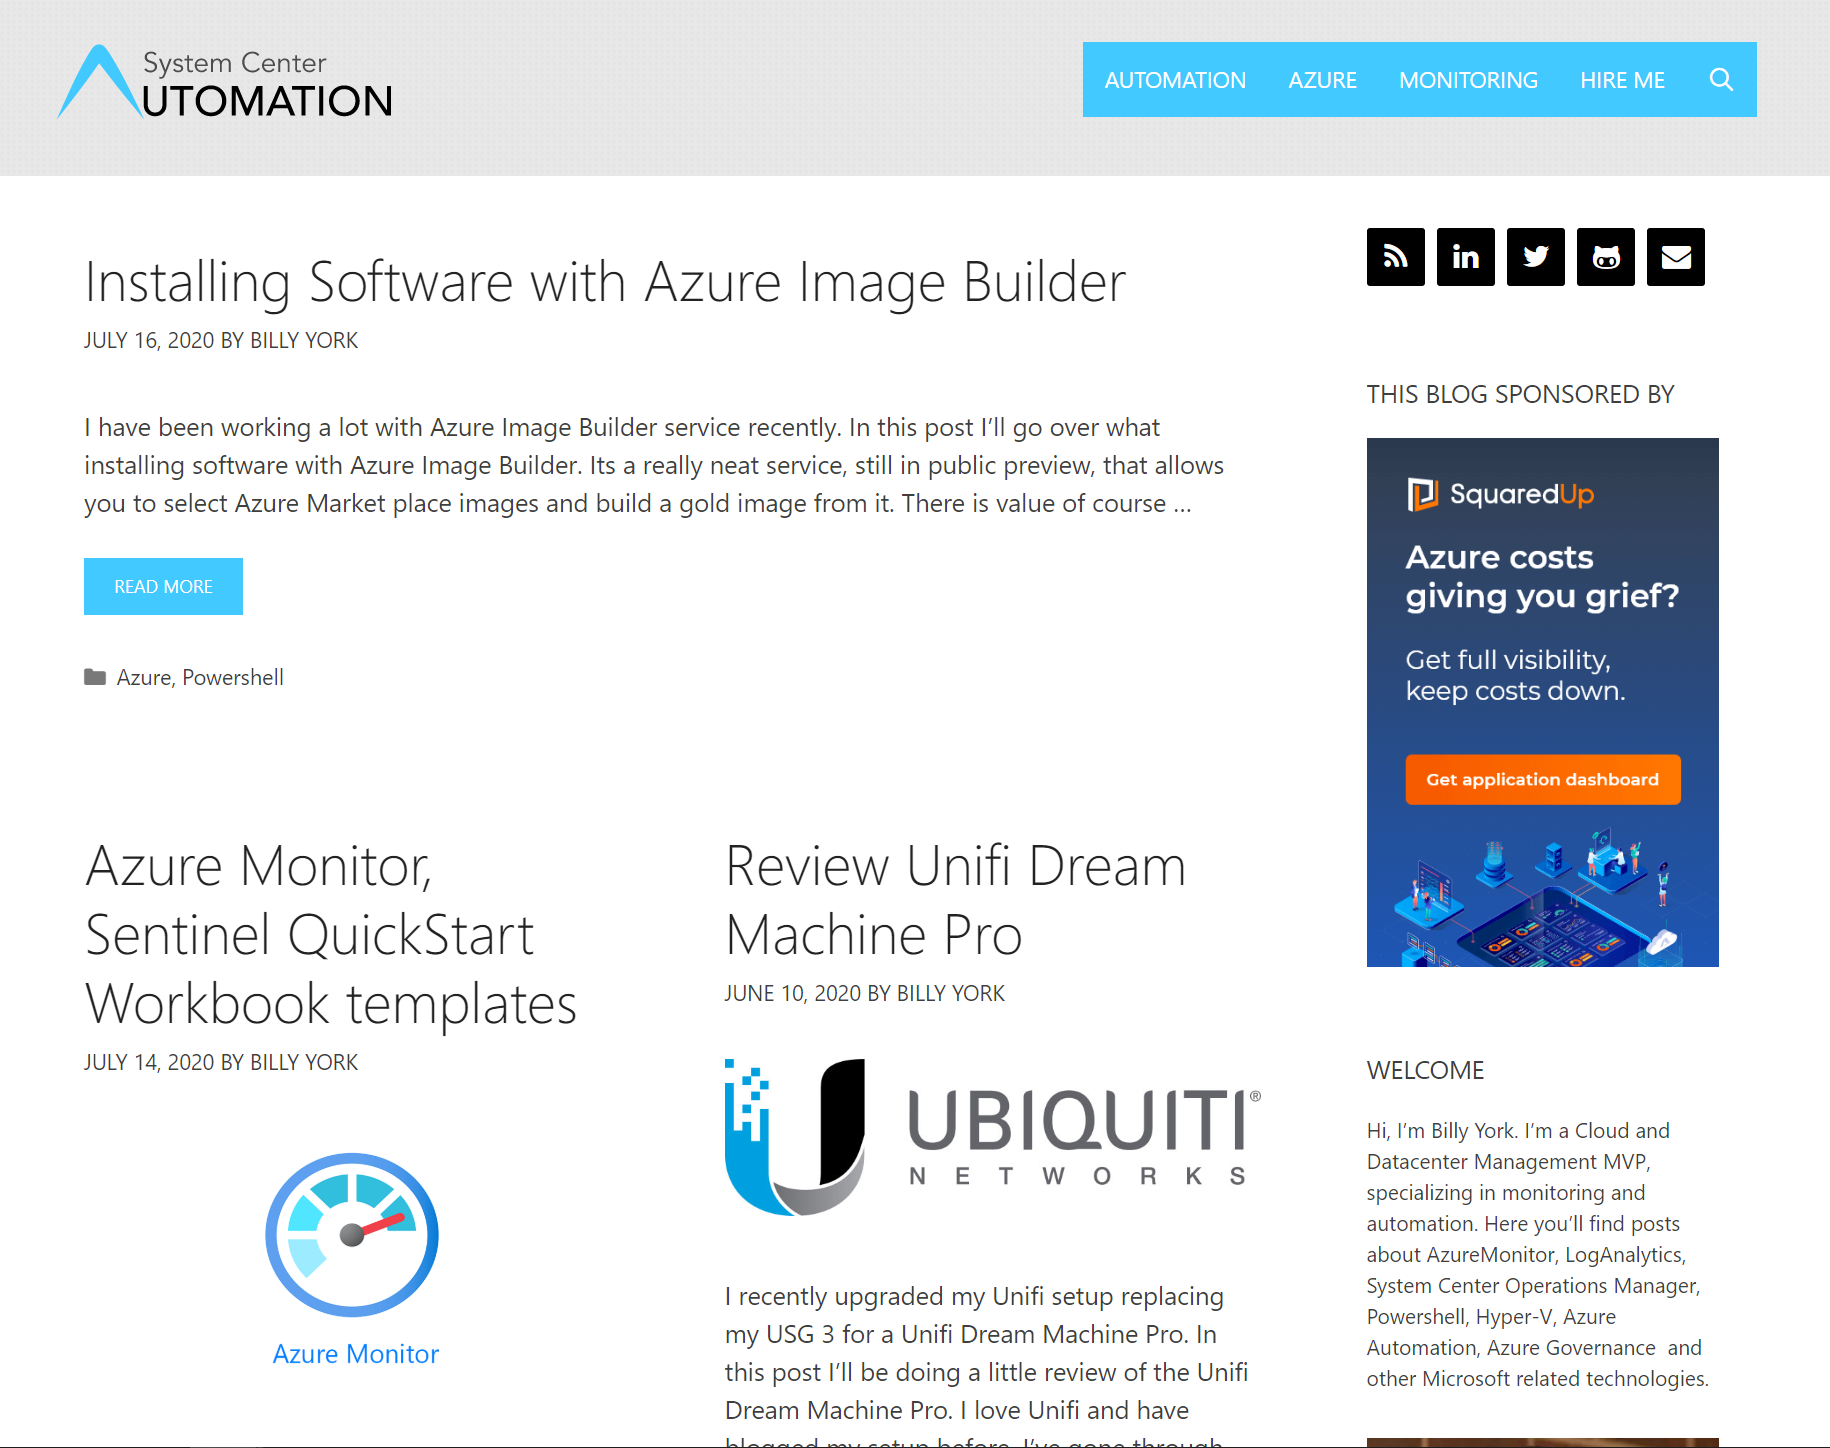 System Center
AUTOMATION
AUTOMATION AZURE MONITORING HIRE ME
Installing Software with Azure Image Builder
JULY 16, 2020 BY BILLY YORK
I have been working a lot with Azure Image Builder service recently. In this post I’ll go over what
installing software with Azure Image Builder. Its a really neat service, still in public preview, that allows
you to select Azure Market place images and build a gold image from it. There is value of course ...
READ MORE
Azure, Powershell
Azure Monitor,
Sentinel QuickStart
Workbook templates
JULY 14, 2020 BY BILLY YORK
Azure Monitor
Review Unifi Dream
Machine Pro
JUNE 10, 2020 BY BILLY YORK
UBIQUITI®
NETWORKS
I recently upgraded my Unifi setup replacing
my USG 3 for a Unifi Dream Machine Pro. In
this post I’ll be doing a little review of the Unifi
Dream Machine Pro. I love Unifi and have
blogged my setup before. I’ve gone through
in
THIS BLOG SPONSORED BY
SquaredUp
Azure costs
giving you grief?
Get full visibility,
keep costs down.
Get application dashboard
WELCOME
Hi, I’m Billy York. I’m a Cloud and
Datacenter Management MVP,
specializing in monitoring and
automation. Here you’ll find posts
about AzureMonitor, LogAnalytics,
System Center Operations Manager,
Powershell, Hyper-V, Azure
Automation, Azure Governance  and
other Microsoft related technologies.